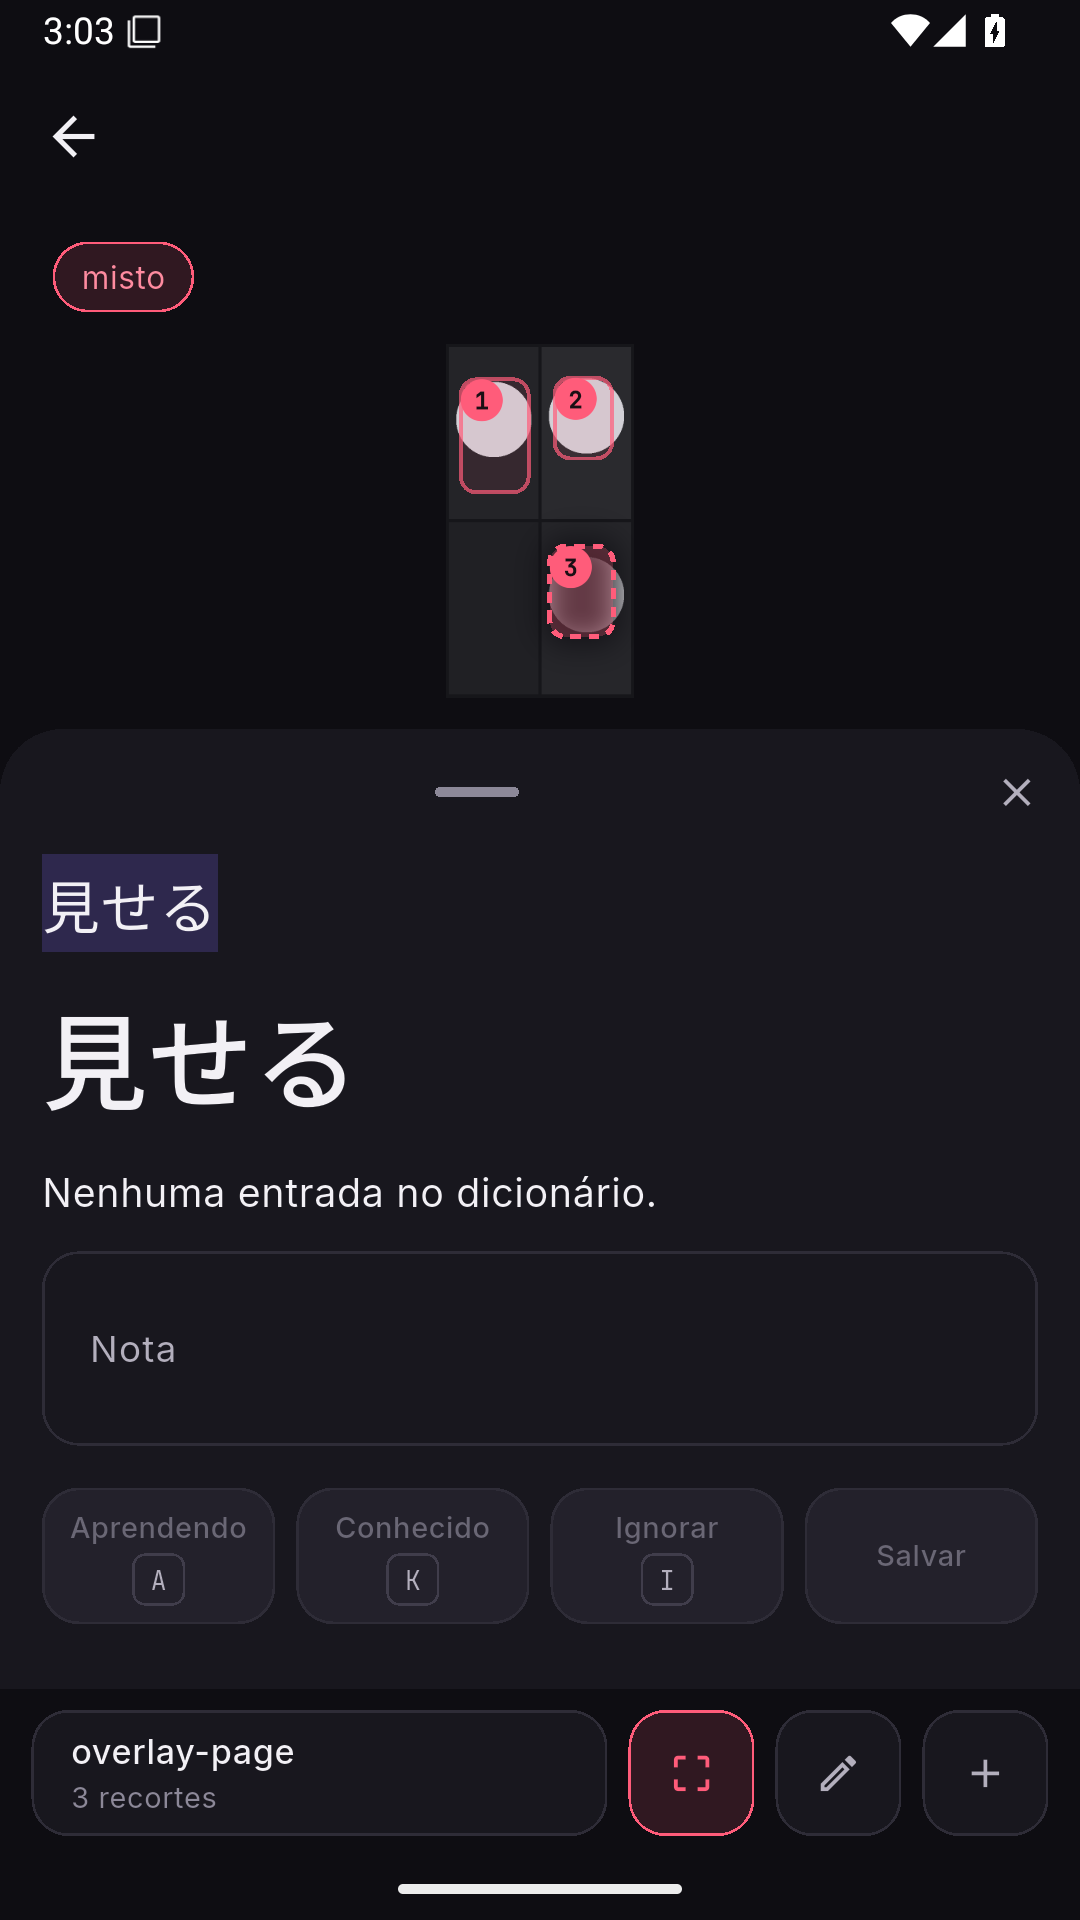 3:03
misto
1
2
3
見せる
見せる
Nenhuma entrada no dicionário.
Nota
Aprendendo
A
Conhecido
K
Ignorar
I
Salvar
overlay-page
3 recortes